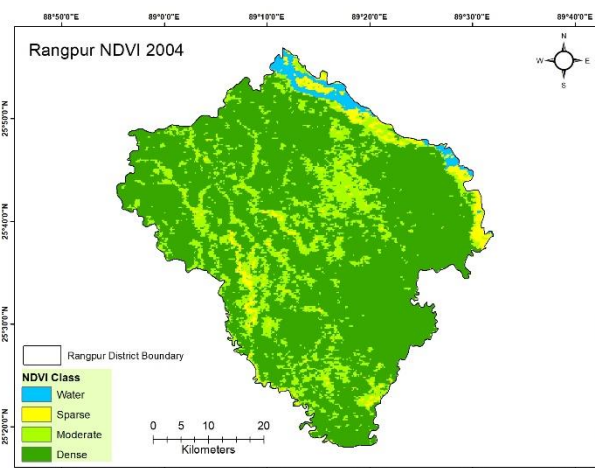 88°50'0"E 89°0'0"E 89°10'0"E 89°20'0"E 89°30'0"E 89°40'0"E
Rangpur NDVI 2004
N
W E
S
25°50'0"N
25°40'0"N
25°30'0"N
25°20'0"N
Rangpur District Boundary
NDVI Class
Water
Sparse
Moderate
Dense
0 5 10 20
Kilometers